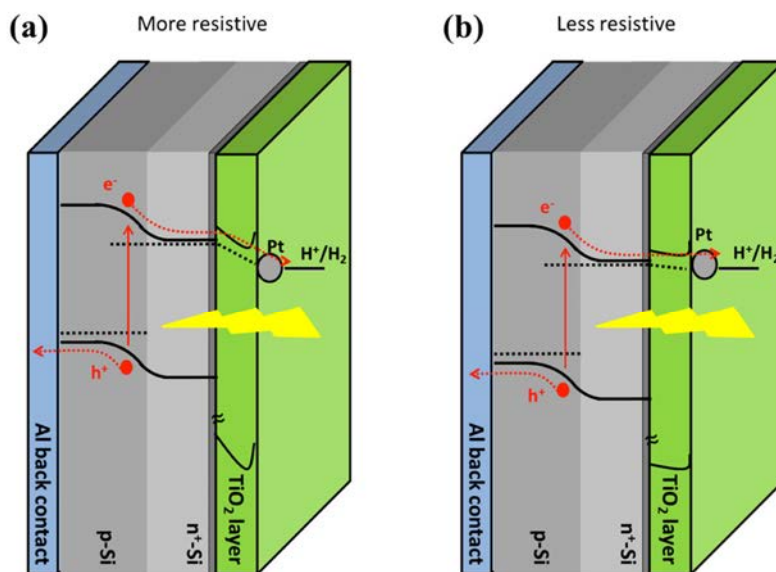 (a)
More resistive
e⁻
Pt
H⁺/H₂
h⁺
Al back contact
p-Si
n⁺-Si
TiO₂ layer
(b)
Less resistive
e⁻
Pt
H⁺/H₂
h⁺
Al back contact
p-Si
n⁺-Si
TiO₂ layer